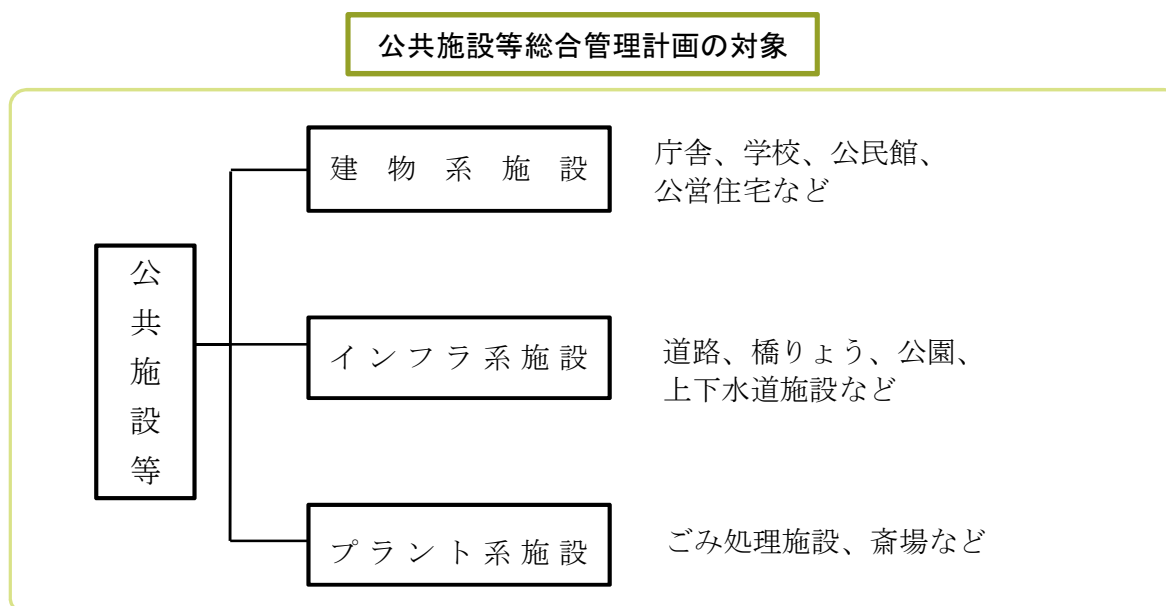 公共施設等総合管理計画の対象
公共施設等
建物系施設
庁舎、学校、公民館、
公営住宅など
インフラ系施設
道路、橋りょう、公園、
上下水道施設など
プラント系施設
ごみ処理施設、斎場など